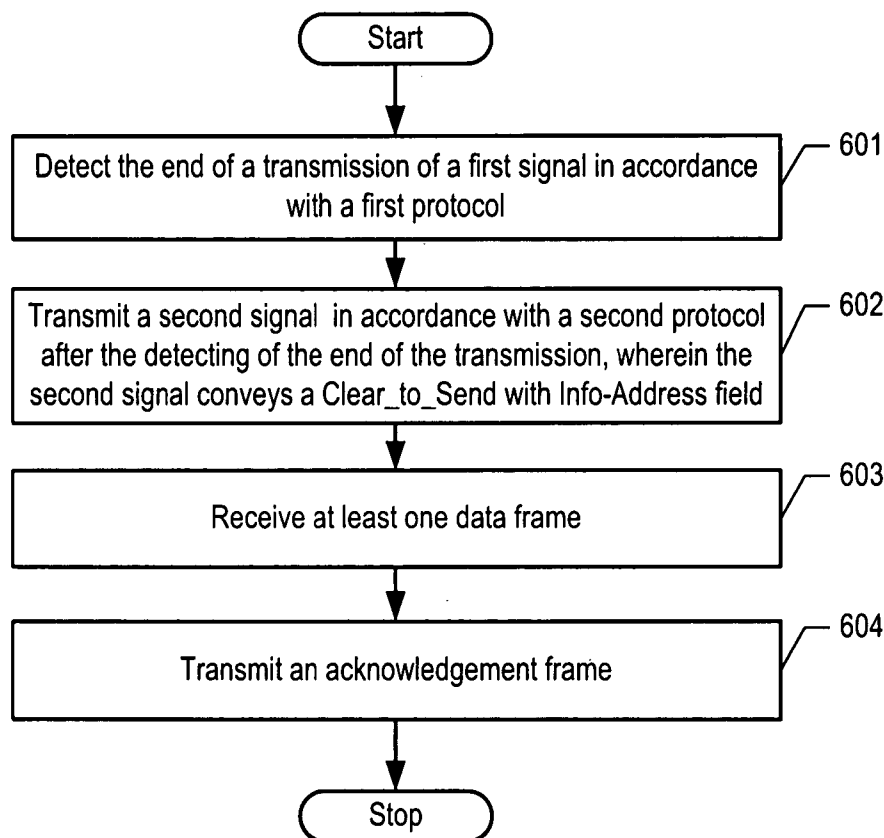 Start
601
Detect the end of a transmission of a first signal in accordance
with a first protocol
602
Transmit a second signal in accordance with a second protocol
after the detecting of the end of the transmission, wherein the
second signal conveys a Clear_to_Send with Info-Address field
603
Receive at least one data frame
604
Transmit an acknowledgement frame
Stop